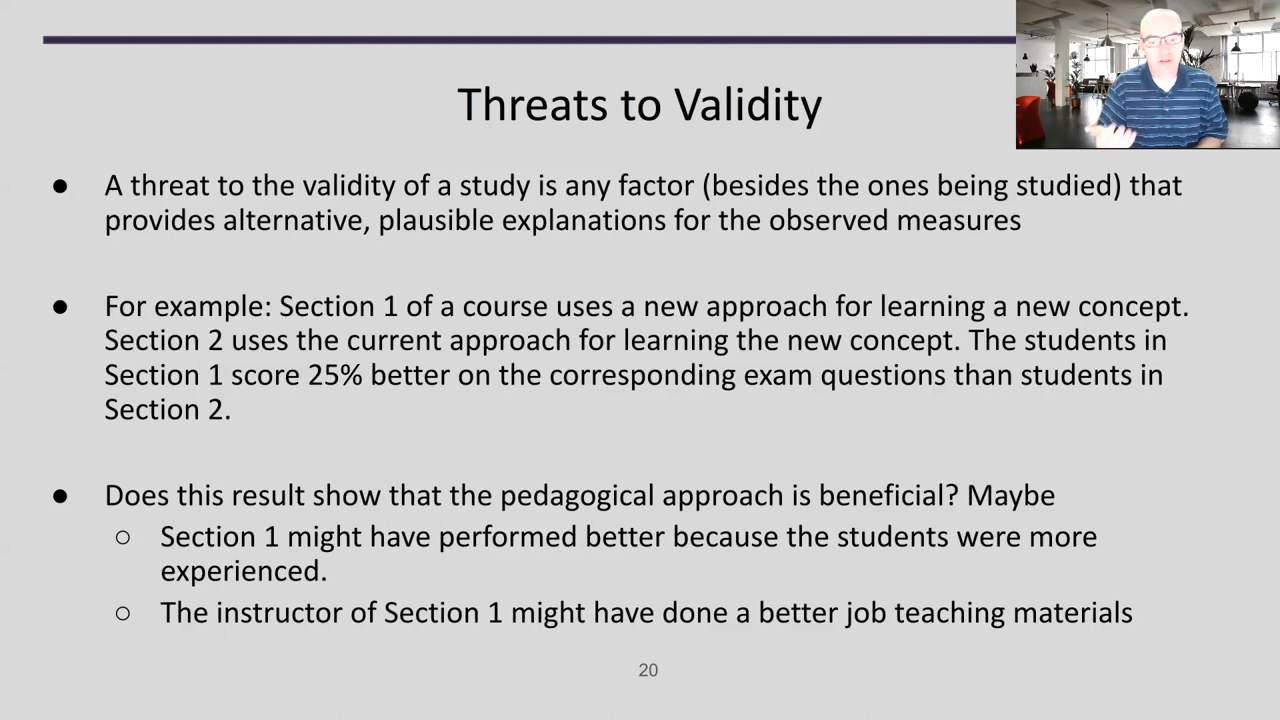 Threats to Validity
● A threat to the validity of a study is any factor (besides the ones being studied) that
provides alternative, plausible explanations for the observed measures
● For example: Section 1 of a course uses a new approach for learning a new concept.
Section 2 uses the current approach for learning the new concept. The students in
Section 1 score 25% better on the corresponding exam questions than students in
Section 2.
● Does this result show that the pedagogical approach is beneficial? Maybe
○ Section 1 might have performed better because the students were more
experienced.
○ The instructor of Section 1 might have done a better job teaching materials
20